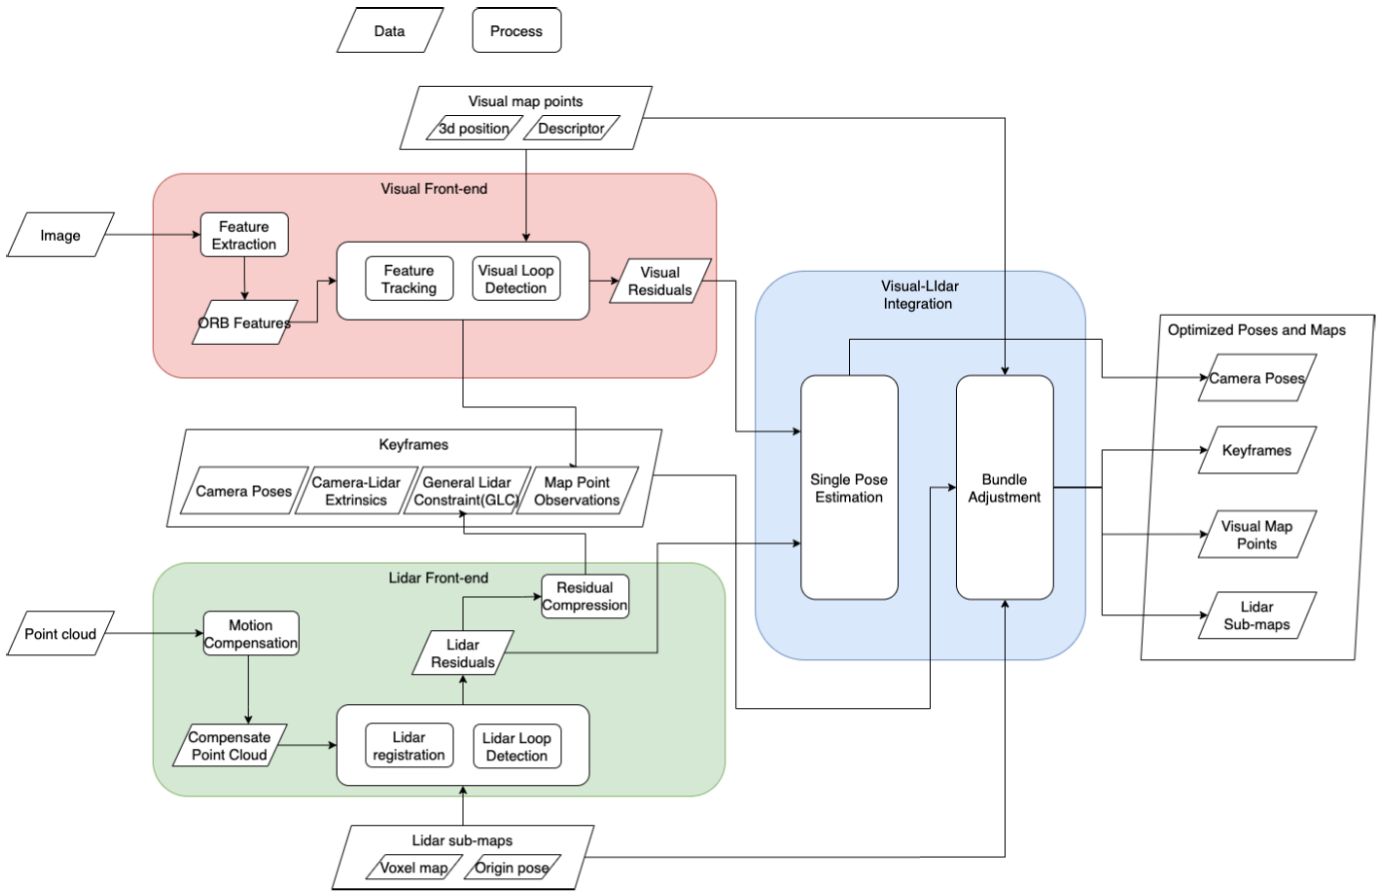 Data
Process
Visual map points
3d position
Descriptor
Visual Front-end
Image
Feature
Extraction
ORB Features
Feature
Tracking
Visual Loop
Detection
Visual
Residuals
Visual-LIdar
Integration
Single Pose
Estimation
Bundle
Adjustment
Optimized Poses and Maps
Camera Poses
Keyframes
Visual Map
Points
Lidar
Sub-maps
Keyframes
Camera Poses
Camera-Lidar
Extrinsics
General Lidar
Constraint(GLC)
Map Point
Observations
Lidar Front-end
Residual
Compression
Point cloud
Motion
Compensation
Lidar
Residuals
Compensate
Point Cloud
Lidar
registration
Lidar Loop
Detection
Lidar sub-maps
Voxel map
Origin pose